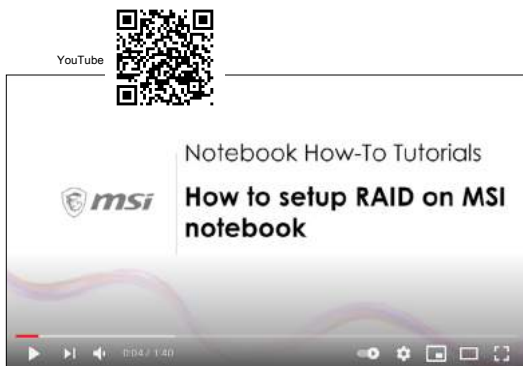 YouTube
Notebook How-To Tutorials
msi
How to setup RAID on MSI
notebook
0:04 / 1:40